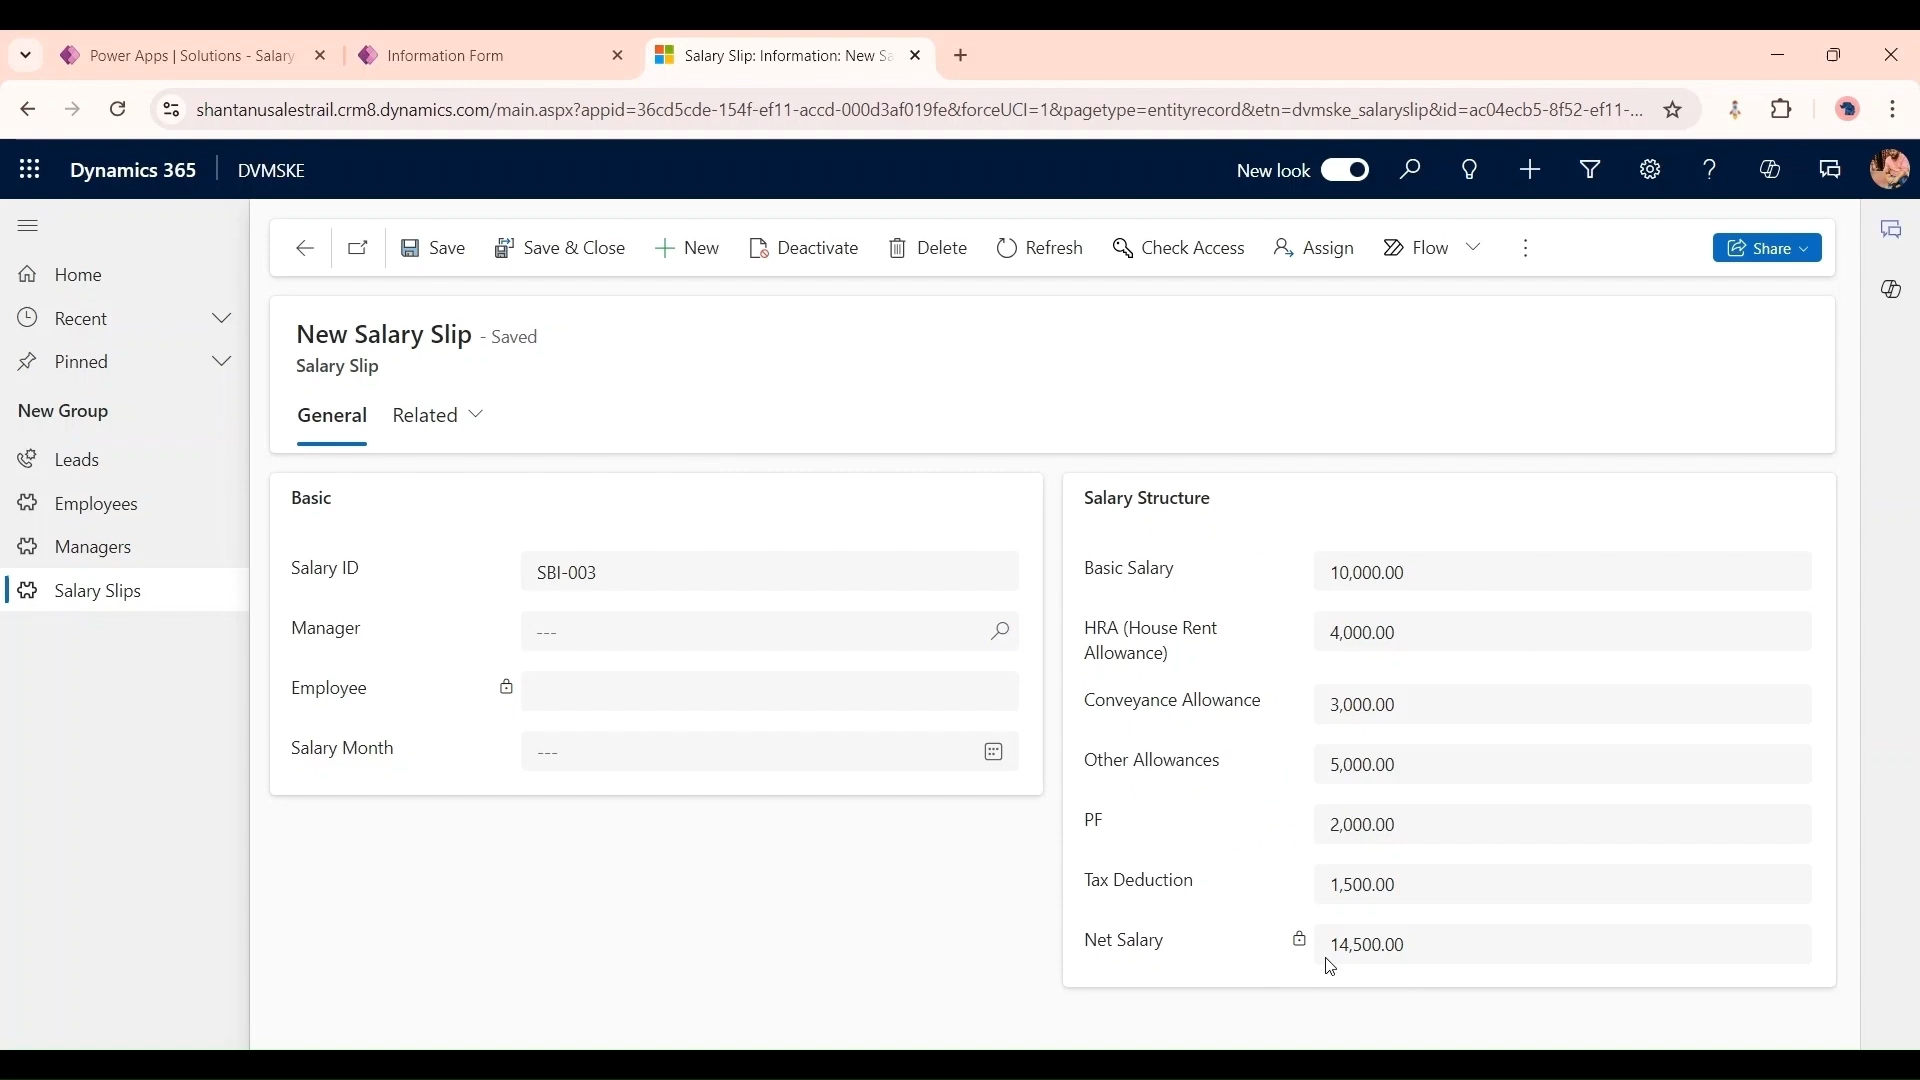 Power Apps | Solutions - Salary
Information Form
Salary Slip: Information: New Sa
shantanusalestrail.crm8.dynamics.com/main.aspx?appid=36cd5cde-154f-ef11-accd-000d3af019fe&forceUCI=1&pagetype=entityrecord&etn=dvmske_salaryslip&id=ac04ecb5-8f52-ef11-...
Dynamics 365
DVMSKE
New look
Save
Save & Close
New
Deactivate
Delete
Refresh
Check Access
Assign
Flow
Share
Home
Recent
Pinned
New Group
Leads
Employees
Managers
Salary Slips
New Salary Slip - Saved
Salary Slip
General
Related
Basic
Salary ID
SBI-003
Manager
---
Employee
Salary Month
---
Salary Structure
Basic Salary
10,000.00
HRA (House Rent
Allowance)
4,000.00
Conveyance Allowance
3,000.00
Other Allowances
5,000.00
PF
2,000.00
Tax Deduction
1,500.00
Net Salary
14,500.00